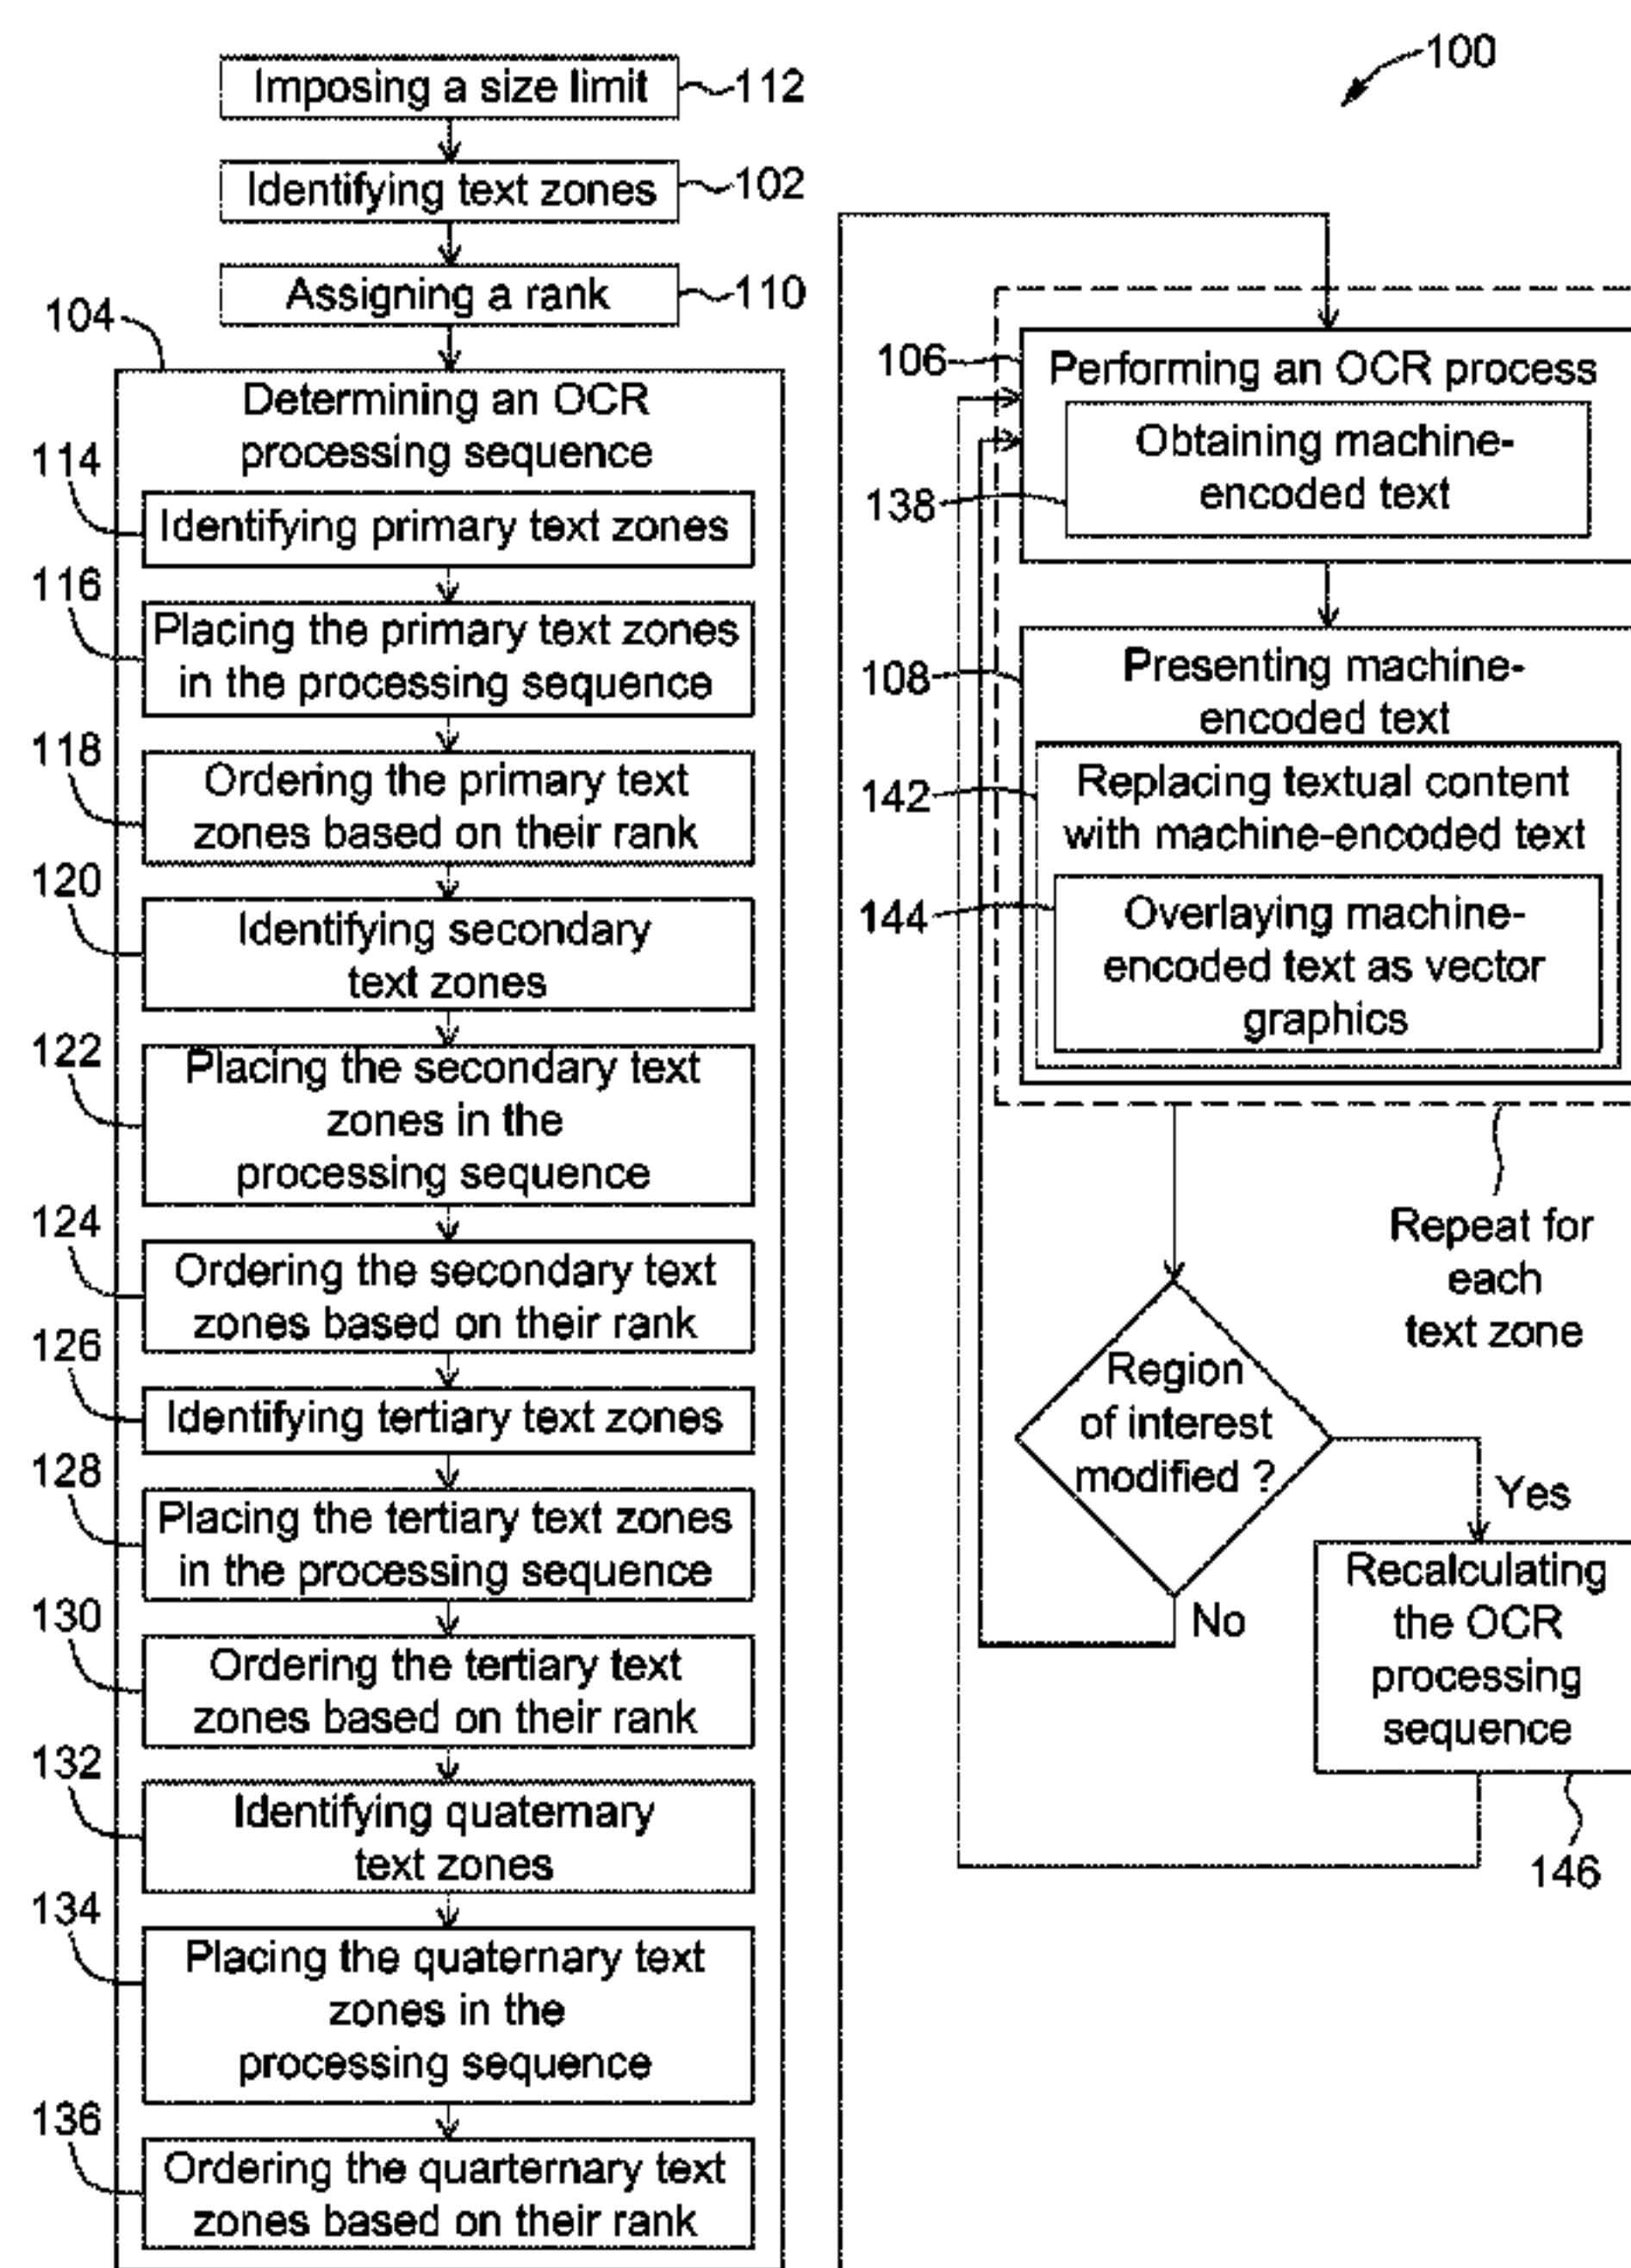 100
Imposing a size limit
112
Identifying text zones
102
Assigning a rank
110
104
Determining an OCR
processing sequence
114
Identifying primary text zones
116
Placing the primary text zones
in the processing sequence
118
Ordering the primary text
zones based on their rank
120
Identifying secondary
text zones
122
Placing the secondary text
zones in the
processing sequence
124
Ordering the secondary text
zones based on their rank
126
Identifying tertiary text zones
128
Placing the tertiary text zones
in the processing sequence
130
Ordering the tertiary text
zones based on their rank
132
Identifying quaternary
text zones
134
Placing the quaternary text
zones in the
processing sequence
136
Ordering the quarternary text
zones based on their rank
106
Performing an OCR process
138
Obtaining machine-
encoded text
108
Presenting machine-
encoded text
142
Replacing textual content
with machine-encoded text
144
Overlaying machine-
encoded text as vector
graphics
Repeat for
each
text zone
Region
of interest
modified ?
Yes
No
Recalculating
the OCR
processing
sequence
146